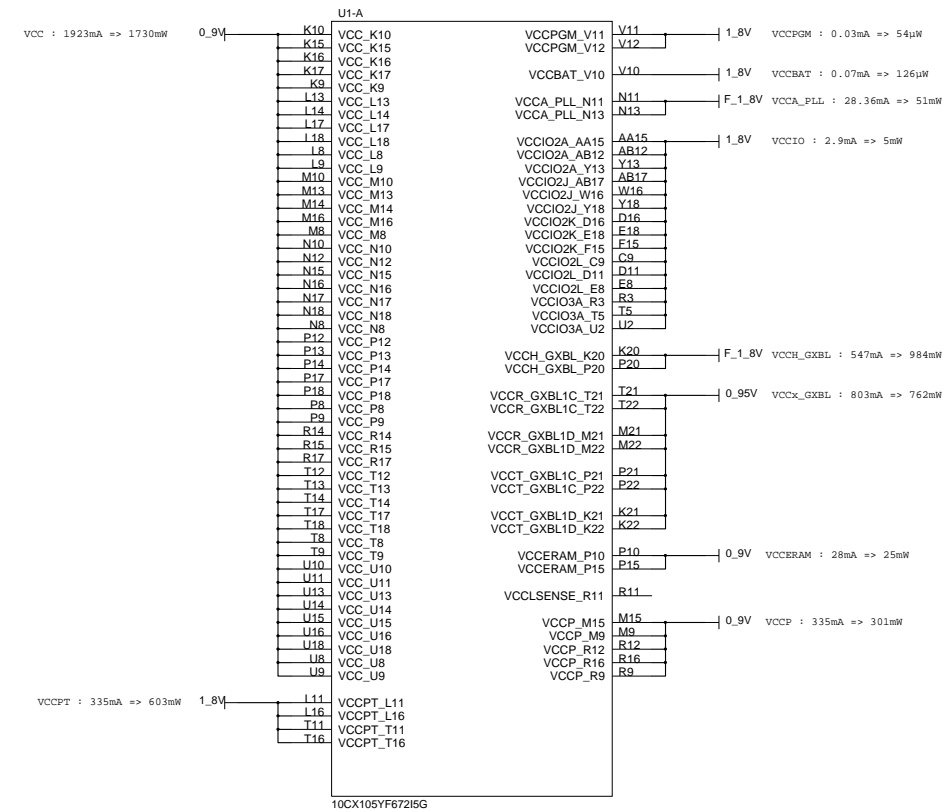 U1-A
VCC : 1923mA => 1730mW 0_9V K10 VCC_K10 VCCPGM_V11 V11 1_8V VCCPGM : 0.03mA => 54µW
K15 VCC_K15 VCCPGM_V12 V12
K16 VCC_K16
K17 VCC_K17 VCCBAT_V10 V10 1_8V VCCBAT : 0.07mA => 126µW
K9 VCC_K9
L13 VCC_L13 VCCA_PLL_N11 N11 F_1_8V VCCA_PLL : 28.36mA => 51mW
L14 VCC_L14 VCCA_PLL_N13 N13
L17 VCC_L17
L18 VCC_L18 VCCIO2A_AA15 AA15 1_8V VCCIO : 2.9mA => 5mW
L8 VCC_L8 VCCIO2A_AB12 AB12
L9 VCC_L9 VCCIO2A_Y13 Y13
M10 VCC_M10 VCCIO2J_AB17 AB17
M13 VCC_M13 VCCIO2J_W16 W16
M14 VCC_M14 VCCIO2J_Y18 Y18
M16 VCC_M16 VCCIO2K_D16 D16
M8 VCC_M8 VCCIO2K_E18 E18
N10 VCC_N10 VCCIO2K_F15 F15
N12 VCC_N12 VCCIO2L_C9 C9
N15 VCC_N15 VCCIO2L_D11 D11
N16 VCC_N16 VCCIO2L_E8 E8
N17 VCC_N17 VCCIO3A_R3 R3
N18 VCC_N18 VCCIO3A_T5 T5
N8 VCC_N8 VCCIO3A_U2 U2
P12 VCC_P12
P13 VCC_P13 VCCH_GXBL_K20 K20 F_1_8V VCCH_GXBL : 547mA => 984mW
P14 VCC_P14 VCCH_GXBL_P20 P20
P17 VCC_P17
P18 VCC_P18 VCCR_GXBL1C_T21 T21 0_95V VCCx_GXBL : 803mA => 762mW
P8 VCC_P8 VCCR_GXBL1C_T22 T22
P9 VCC_P9
R14 VCC_R14 VCCR_GXBL1D_M21 M21
R15 VCC_R15 VCCR_GXBL1D_M22 M22
R17 VCC_R17
T12 VCC_T12 VCCT_GXBL1C_P21 P21
T13 VCC_T13 VCCT_GXBL1C_P22 P22
T14 VCC_T14
T17 VCC_T17 VCCT_GXBL1D_K21 K21
T18 VCC_T18 VCCT_GXBL1D_K22 K22
T8 VCC_T8
T9 VCC_T9 VCCERAM_P10 P10 0_9V VCCERAM : 28mA => 25mW
U10 VCC_U10 VCCERAM_P15 P15
U11 VCC_U11
U13 VCC_U13 VCCLSENSE_R11 R11
U14 VCC_U14
U15 VCC_U15 VCCP_M15 M15 0_9V VCCP : 335mA => 301mW
U16 VCC_U16 VCCP_M9 M9
U18 VCC_U18 VCCP_R12 R12
U8 VCC_U8 VCCP_R16 R16
U9 VCC_U9 VCCP_R9 R9
VCCPT : 335mA => 603mW 1_8V L11 VCCPT_L11
L16 VCCPT_L16
T11 VCCPT_T11
T16 VCCPT_T16
10CX105YF672I5G